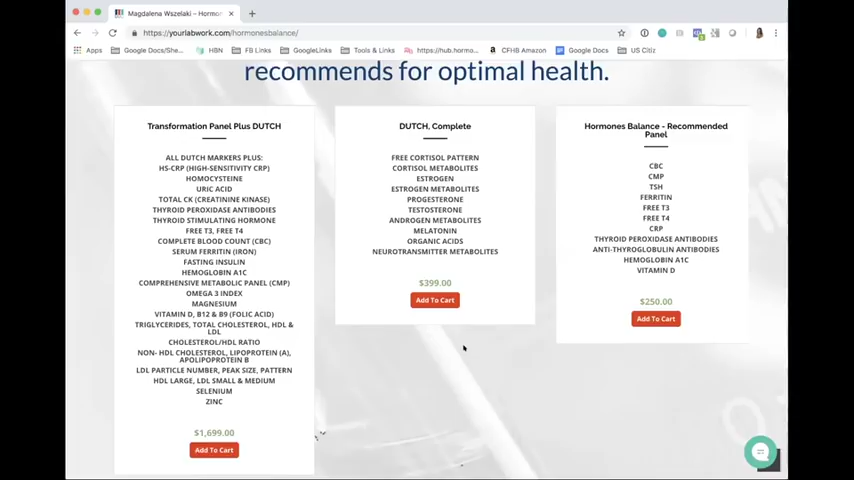 Magdalena Wszelaki – Hormon
https://yourlabwork.com/hormonesbalance/
Apps
Google Docs/She...
HBN
FB Links
GoogleLinks
Tools & Links
https://hub.hormo...
CFHB Amazon
Google Docs
US Citiz
recommends for optimal health.
Transformation Panel Plus DUTCH
ALL DUTCH MARKERS PLUS:
HS-CRP (HIGH-SENSITIVITY CRP)
HOMOCYSTEINE
URIC ACID
TOTAL CK (CREATININE KINASE)
THYROID PEROXIDASE ANTIBODIES
THYROID STIMULATING HORMONE
FREE T3, FREE T4
COMPLETE BLOOD COUNT (CBC)
SERUM FERRITIN (IRON)
FASTING INSULIN
HEMOGLOBIN A1C
COMPREHENSIVE METABOLIC PANEL (CMP)
OMEGA 3 INDEX
MAGNESIUM
VITAMIN D, B12 & B9 (FOLIC ACID)
TRIGLYCERIDES, TOTAL CHOLESTEROL, HDL &
LDL
CHOLESTEROL/HDL RATIO
NON- HDL CHOLESTEROL, LIPOPROTEIN (A),
APOLIPOPROTEIN B
LDL PARTICLE NUMBER, PEAK SIZE, PATTERN
HDL LARGE, LDL SMALL & MEDIUM
SELENIUM
ZINC
$1,699.00
Add To Cart
DUTCH, Complete
FREE CORTISOL PATTERN
CORTISOL METABOLITES
ESTROGEN
ESTROGEN METABOLITES
PROGESTERONE
TESTOSTERONE
ANDROGEN METABOLITES
MELATONIN
ORGANIC ACIDS
NEUROTRANSMITTER METABOLITES
$399.00
Add To Cart
Hormones Balance - Recommended
Panel
CBC
CMP
TSH
FERRITIN
FREE T3
FREE T4
CRP
THYROID PEROXIDASE ANTIBODIES
ANTI-THYROGLOBULIN ANTIBODIES
HEMOGLOBIN A1C
VITAMIN D
$250.00
Add To Cart